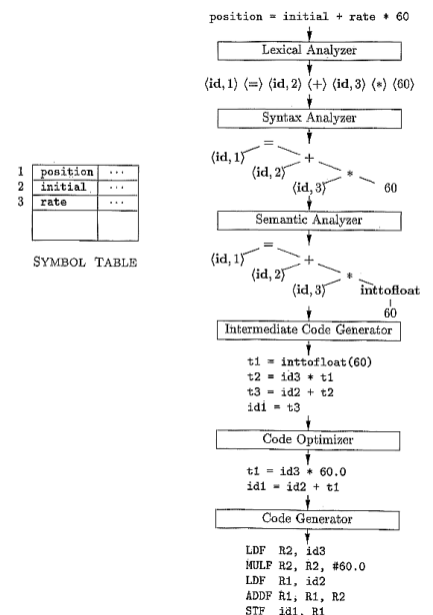 position = initial + rate * 60
Lexical Analyzer
⟨id, 1⟩ ⟨=⟩ ⟨id, 2⟩ ⟨+⟩ ⟨id, 3⟩ ⟨*⟩ ⟨60⟩
Syntax Analyzer
=
⟨id, 1⟩ +
⟨id, 2⟩ *
⟨id, 3⟩ 60
1 position ...
2 initial ...
3 rate ...
SYMBOL TABLE
Semantic Analyzer
=
⟨id, 1⟩ +
⟨id, 2⟩ *
⟨id, 3⟩ inttofloat
60
Intermediate Code Generator
t1 = inttofloat(60)
t2 = id3 * t1
t3 = id2 + t2
id1 = t3
Code Optimizer
t1 = id3 * 60.0
id1 = id2 + t1
Code Generator
LDF R2, id3
MULF R2, R2, #60.0
LDF R1, id2
ADDF R1, R1, R2
STF id1, R1